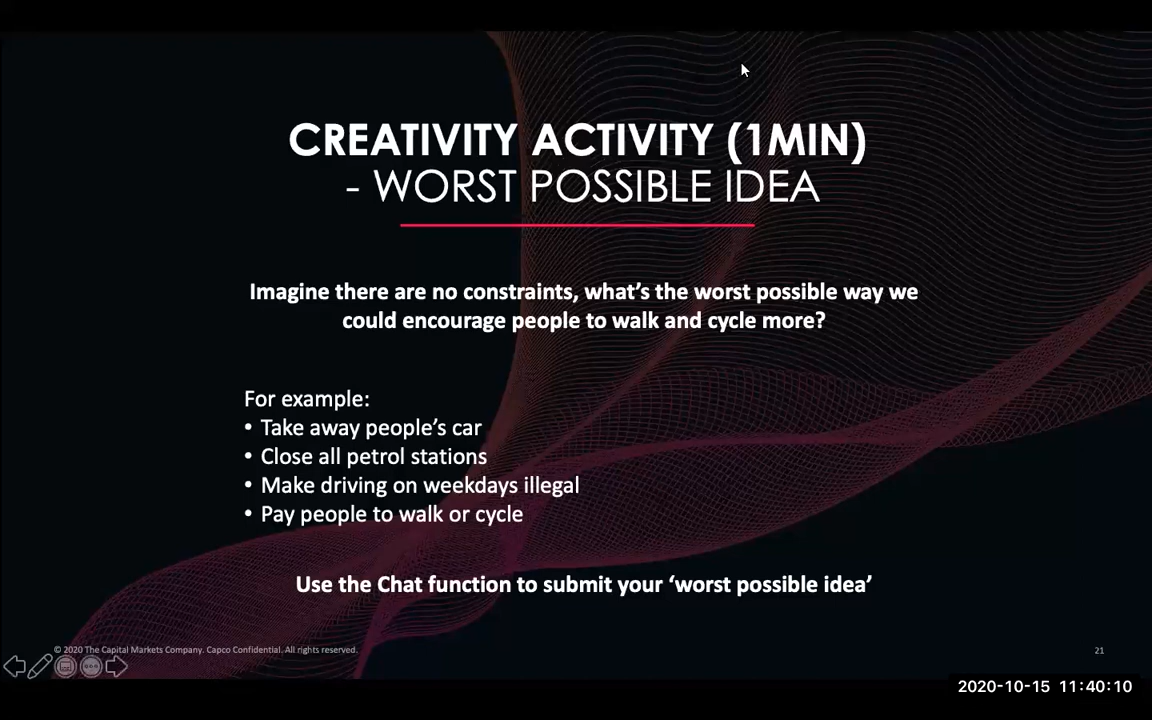 CREATIVITY ACTIVITY (1MIN)
- WORST POSSIBLE IDEA
Imagine there are no constraints, what’s the worst possible way we
could encourage people to walk and cycle more?
For example:
• Take away people’s car
• Close all petrol stations
• Make driving on weekdays illegal
• Pay people to walk or cycle
Use the Chat function to submit your ‘worst possible idea’
© 2020 The Capital Markets Company. Capco Confidential. All rights reserved.
21
2020-10-15 11:40:10